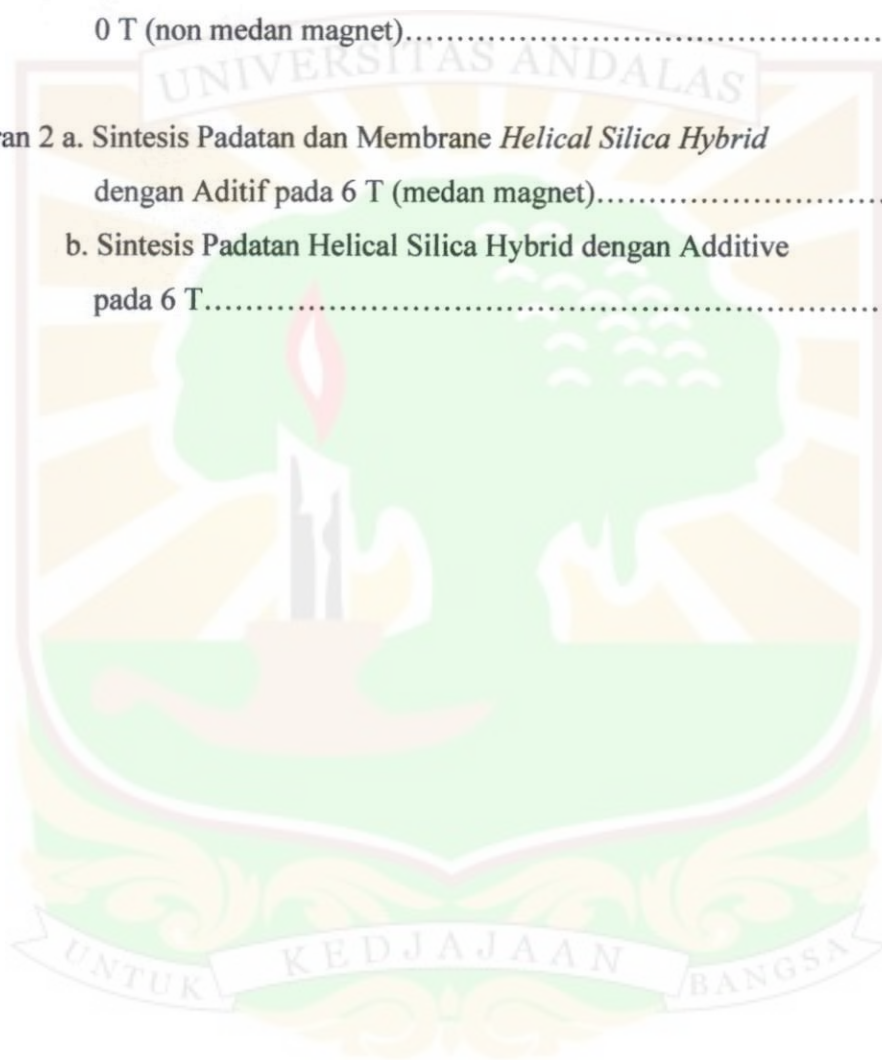 0 T (non medan magnet)......................................................
UNIVERSITAS ANDALAS
an 2 a. Sintesis Padatan dan Membrane Helical Silica Hybrid
dengan Aditif pada 6 T (medan magnet)..............................
b. Sintesis Padatan Helical Silica Hybrid dengan Additive
pada 6 T.............................................................................
UNTUK KEDJAJAAN BANGSA